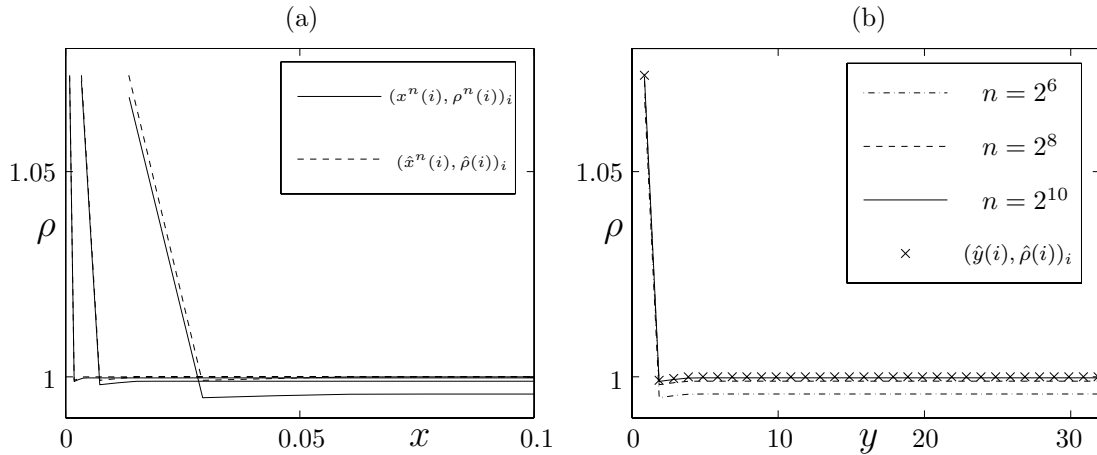 (a)
(b)
(x^n(i), ρ^n(i))_i
(x̂^n(i), ρ̂(i))_i
1.05
ρ
1
0
0.05
x
0.1
n = 2^6
n = 2^8
n = 2^10
(ŷ(i), ρ̂(i))_i
1.05
ρ
1
0
10
y
20
30